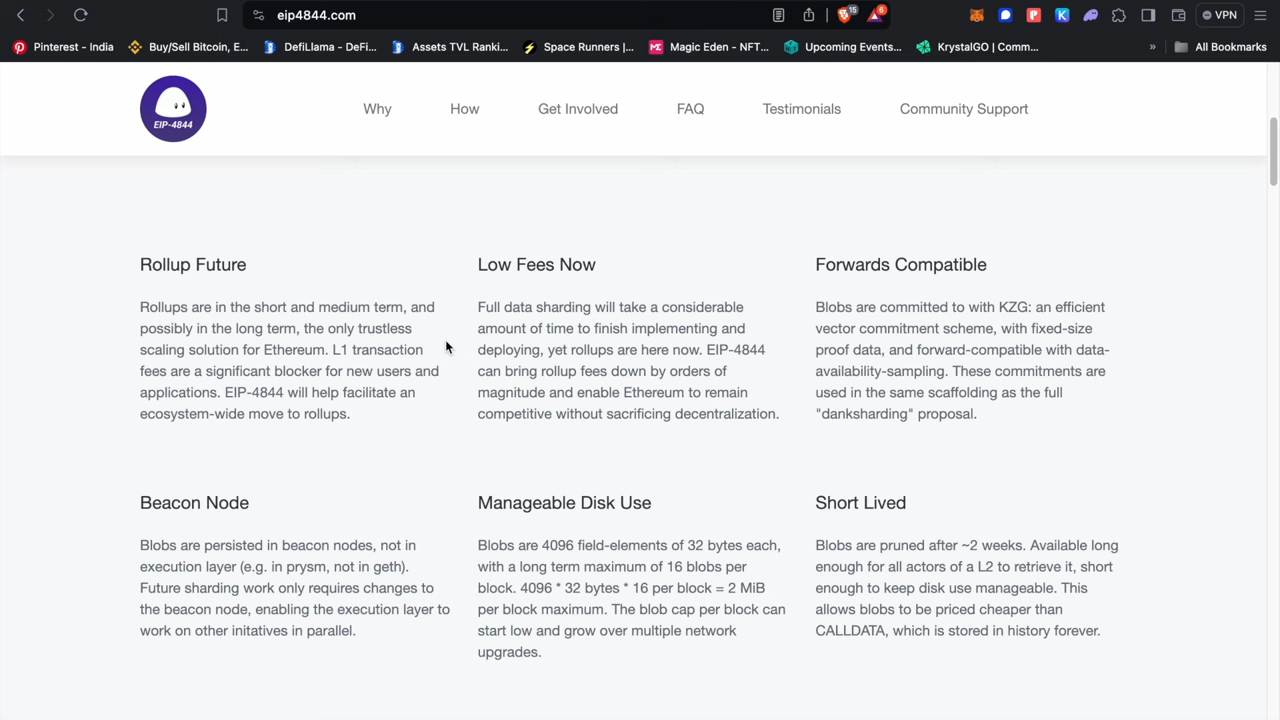 eip4844.com
15
6
VPN
Pinterest - India
Buy/Sell Bitcoin, E...
DefiLlama - DeFi...
Assets TVL Ranki...
Space Runners |...
Magic Eden - NFT...
Upcoming Events...
KrystalGO | Comm...
»
All Bookmarks
EIP-4844
Why
How
Get Involved
FAQ
Testimonials
Community Support
Rollup Future
Rollups are in the short and medium term, and
possibly in the long term, the only trustless
scaling solution for Ethereum. L1 transaction
fees are a significant blocker for new users and
applications. EIP-4844 will help facilitate an
ecosystem-wide move to rollups.
Low Fees Now
Full data sharding will take a considerable
amount of time to finish implementing and
deploying, yet rollups are here now. EIP-4844
can bring rollup fees down by orders of
magnitude and enable Ethereum to remain
competitive without sacrificing decentralization.
Forwards Compatible
Blobs are committed to with KZG: an efficient
vector commitment scheme, with fixed-size
proof data, and forward-compatible with data-
availability-sampling. These commitments are
used in the same scaffolding as the full
"danksharding" proposal.
Beacon Node
Blobs are persisted in beacon nodes, not in
execution layer (e.g. in prysm, not in geth).
Future sharding work only requires changes to
the beacon node, enabling the execution layer to
work on other initatives in parallel.
Manageable Disk Use
Blobs are 4096 field-elements of 32 bytes each,
with a long term maximum of 16 blobs per
block. 4096 * 32 bytes * 16 per block = 2 MiB
per block maximum. The blob cap per block can
start low and grow over multiple network
upgrades.
Short Lived
Blobs are pruned after ~2 weeks. Available long
enough for all actors of a L2 to retrieve it, short
enough to keep disk use manageable. This
allows blobs to be priced cheaper than
CALLDATA, which is stored in history forever.